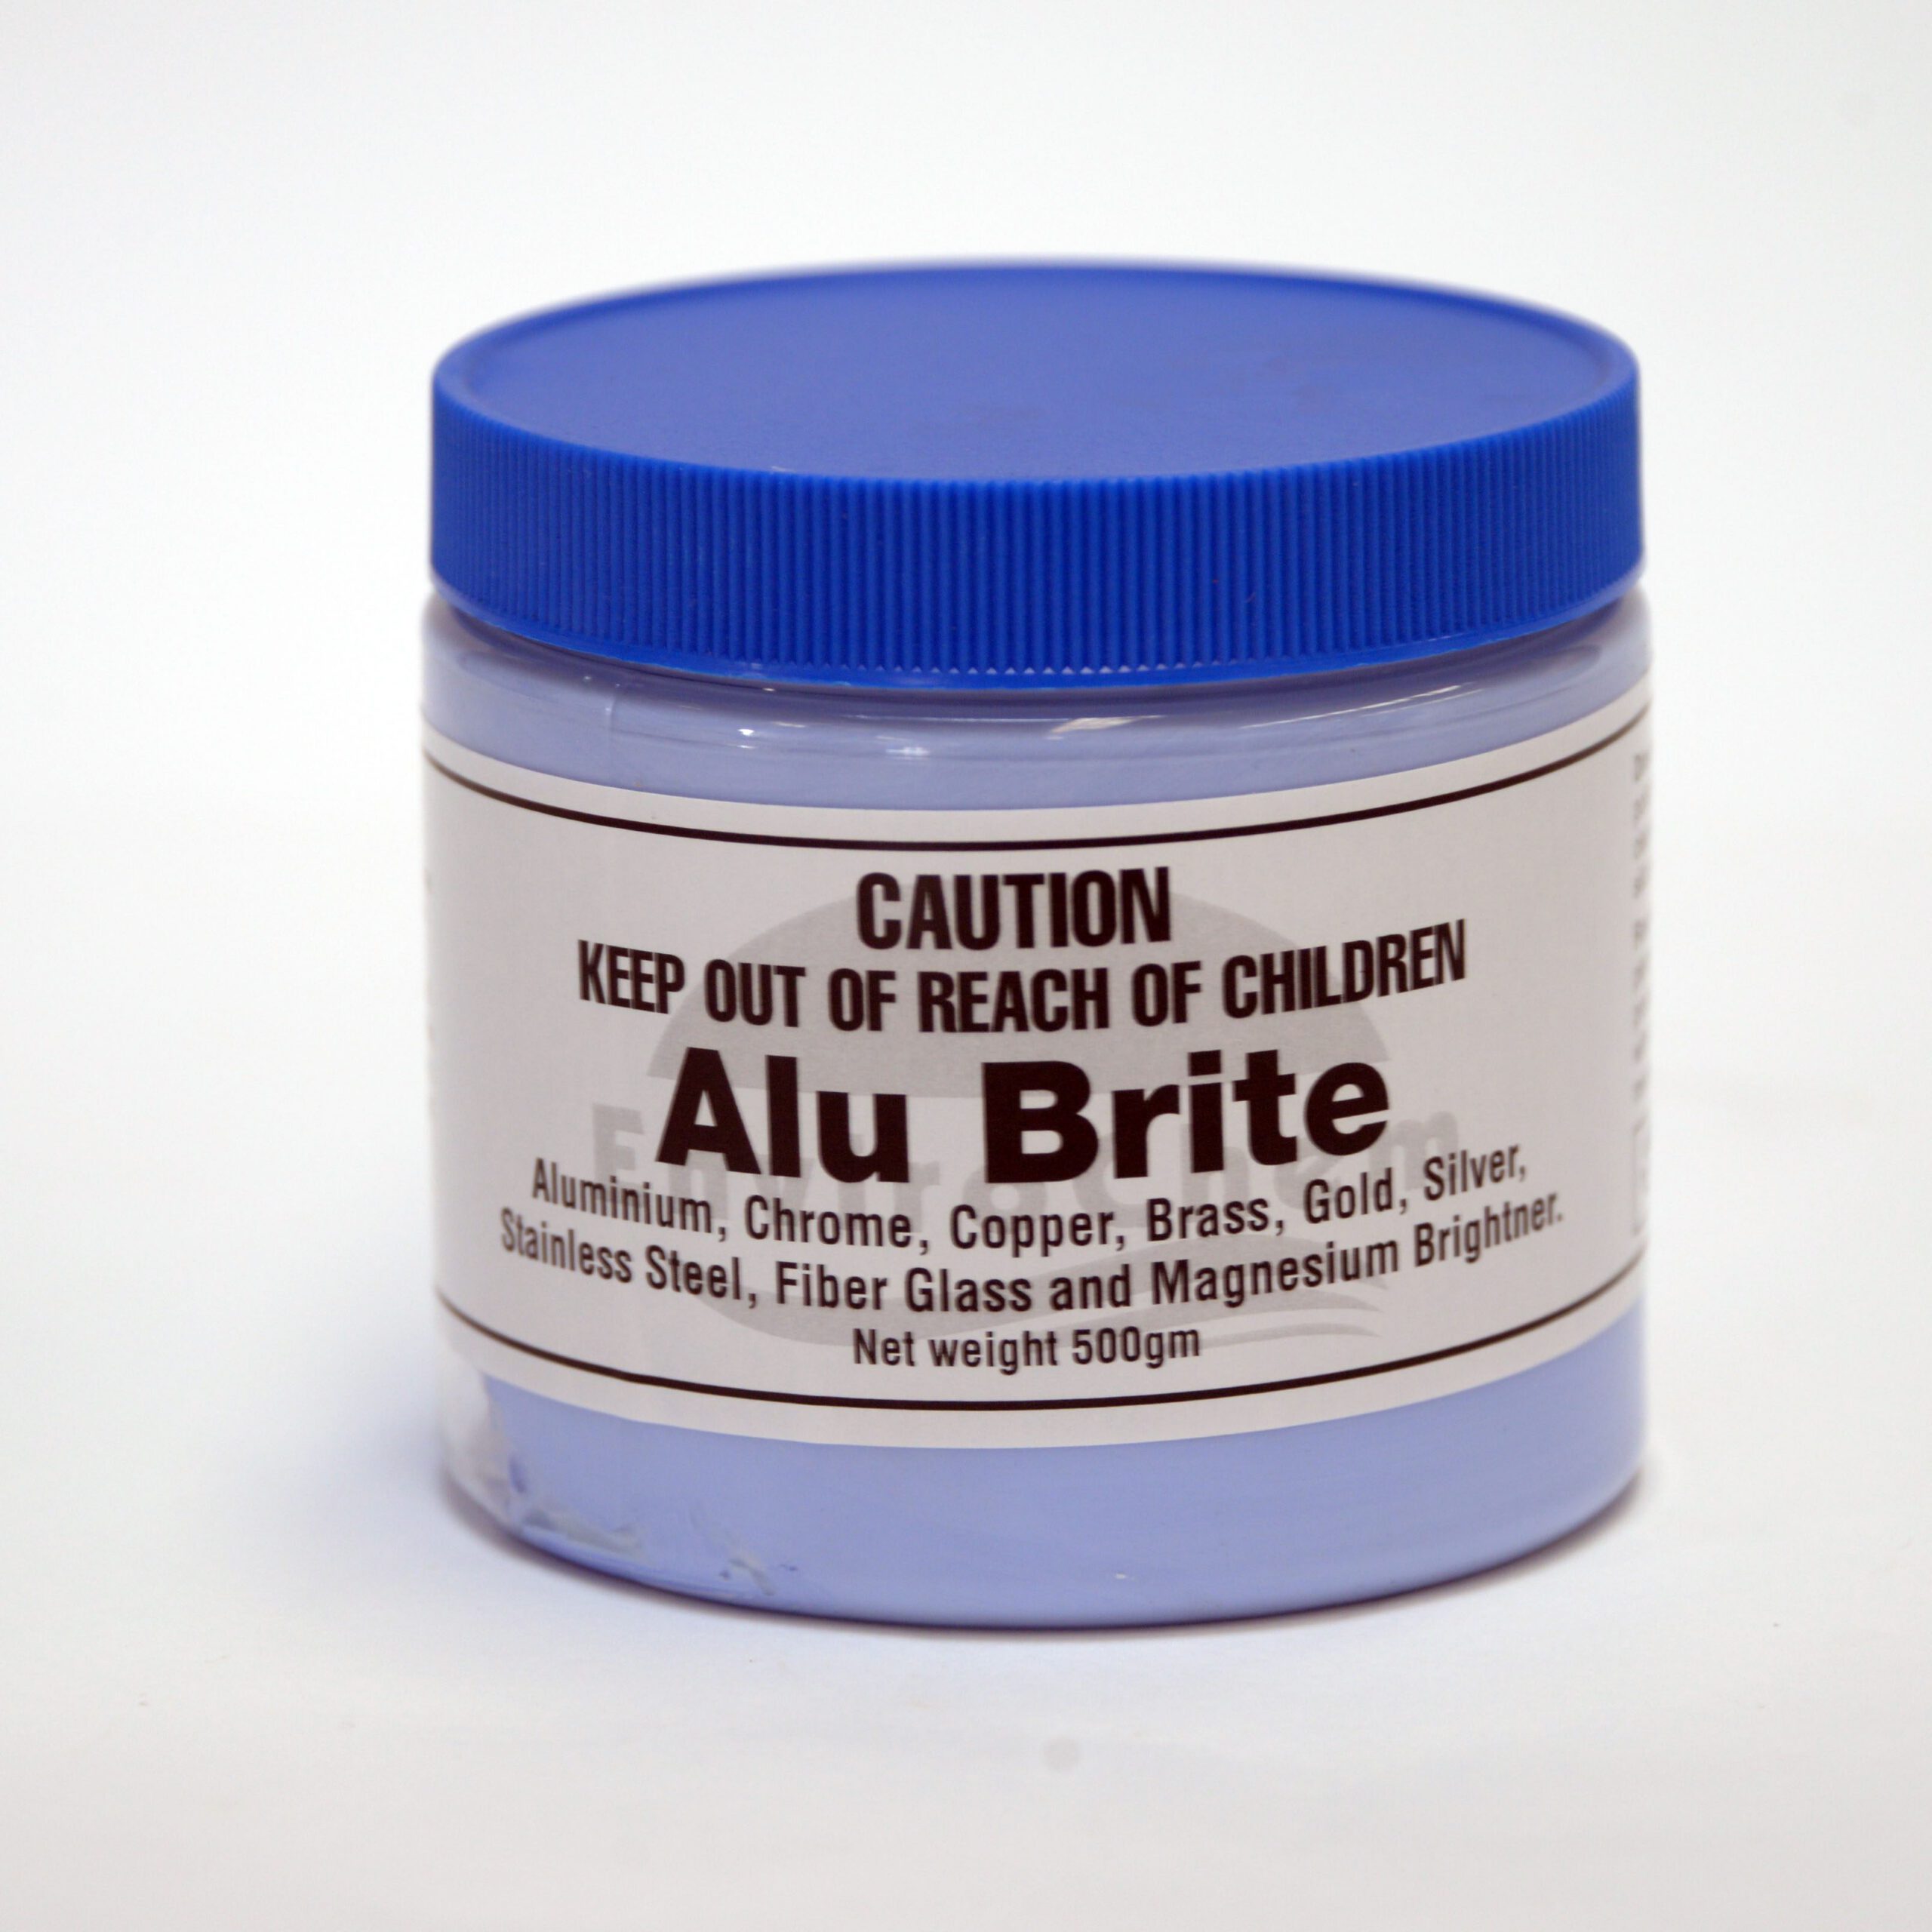 CAUTION
KEEP OUT OF REACH OF CHILDREN
Alu Brite
EnviroChem
Aluminium, Chrome, Copper, Brass, Gold, Silver,
Stainless Steel, Fiber Glass and Magnesium Brightner.
Net weight 500gm